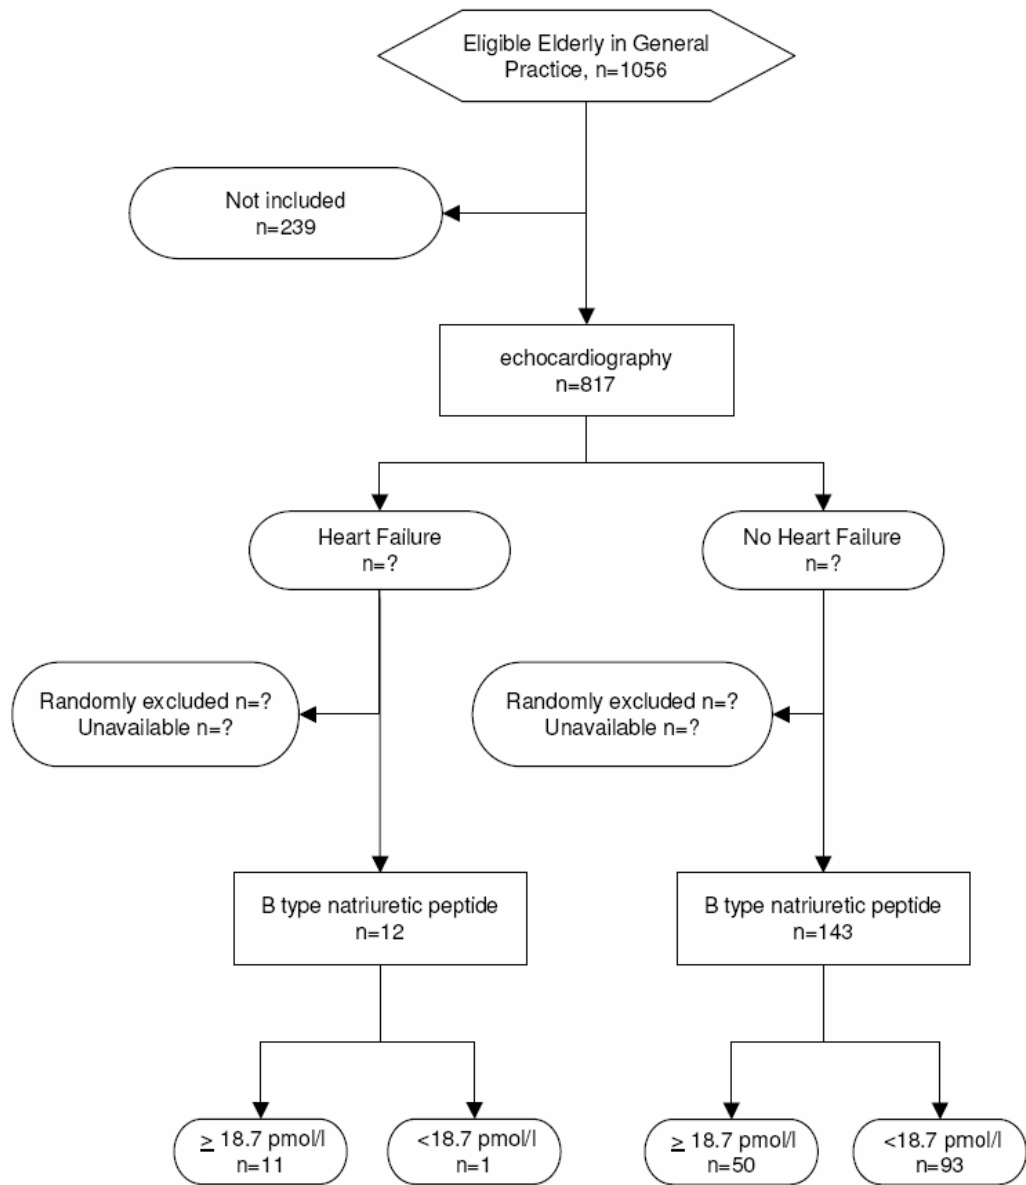 Eligible Elderly in General
Practice, n=1056
Not included
n=239
echocardiography
n=817
Heart Failure
n=?
No Heart Failure
n=?
Randomly excluded n=?
Unavailable n=?
Randomly excluded n=?
Unavailable n=?
B type natriuretic peptide
n=12
B type natriuretic peptide
n=143
≥ 18.7 pmol/l
n=11
<18.7 pmol/l
n=1
≥ 18.7 pmol/l
n=50
<18.7 pmol/l
n=93